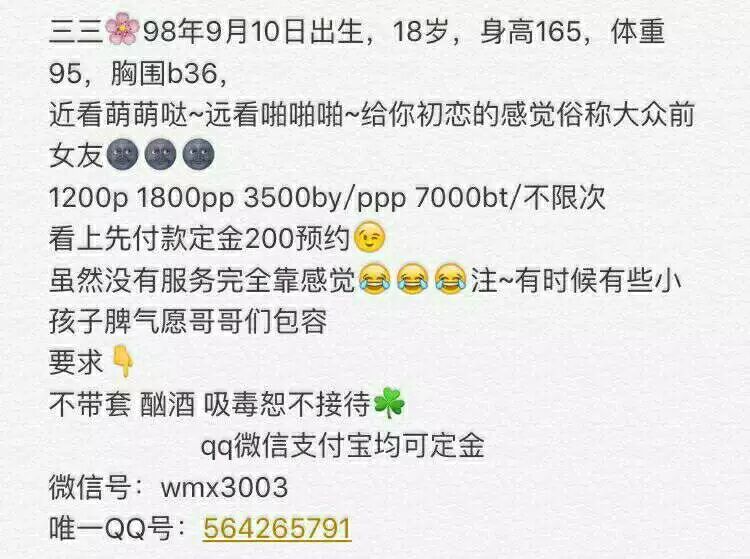 三三🌸98年9月10日出生，18岁，身高165，体重
95，胸围b36，
近看萌萌哒~远看啪啪啪~给你初恋的感觉俗称大众前
女友🌚🌚🌚
1200p 1800pp 3500by/ppp 7000bt/不限次
看上先付款定金200预约😉
虽然没有服务完全靠感觉😂😂😂注~有时候有些小
孩子脾气愿哥哥们包容
要求👇
不带套 酗酒 吸毒恕不接待☘
qq微信支付宝均可定金
微信号：wmx3003
唯一QQ号：564265791